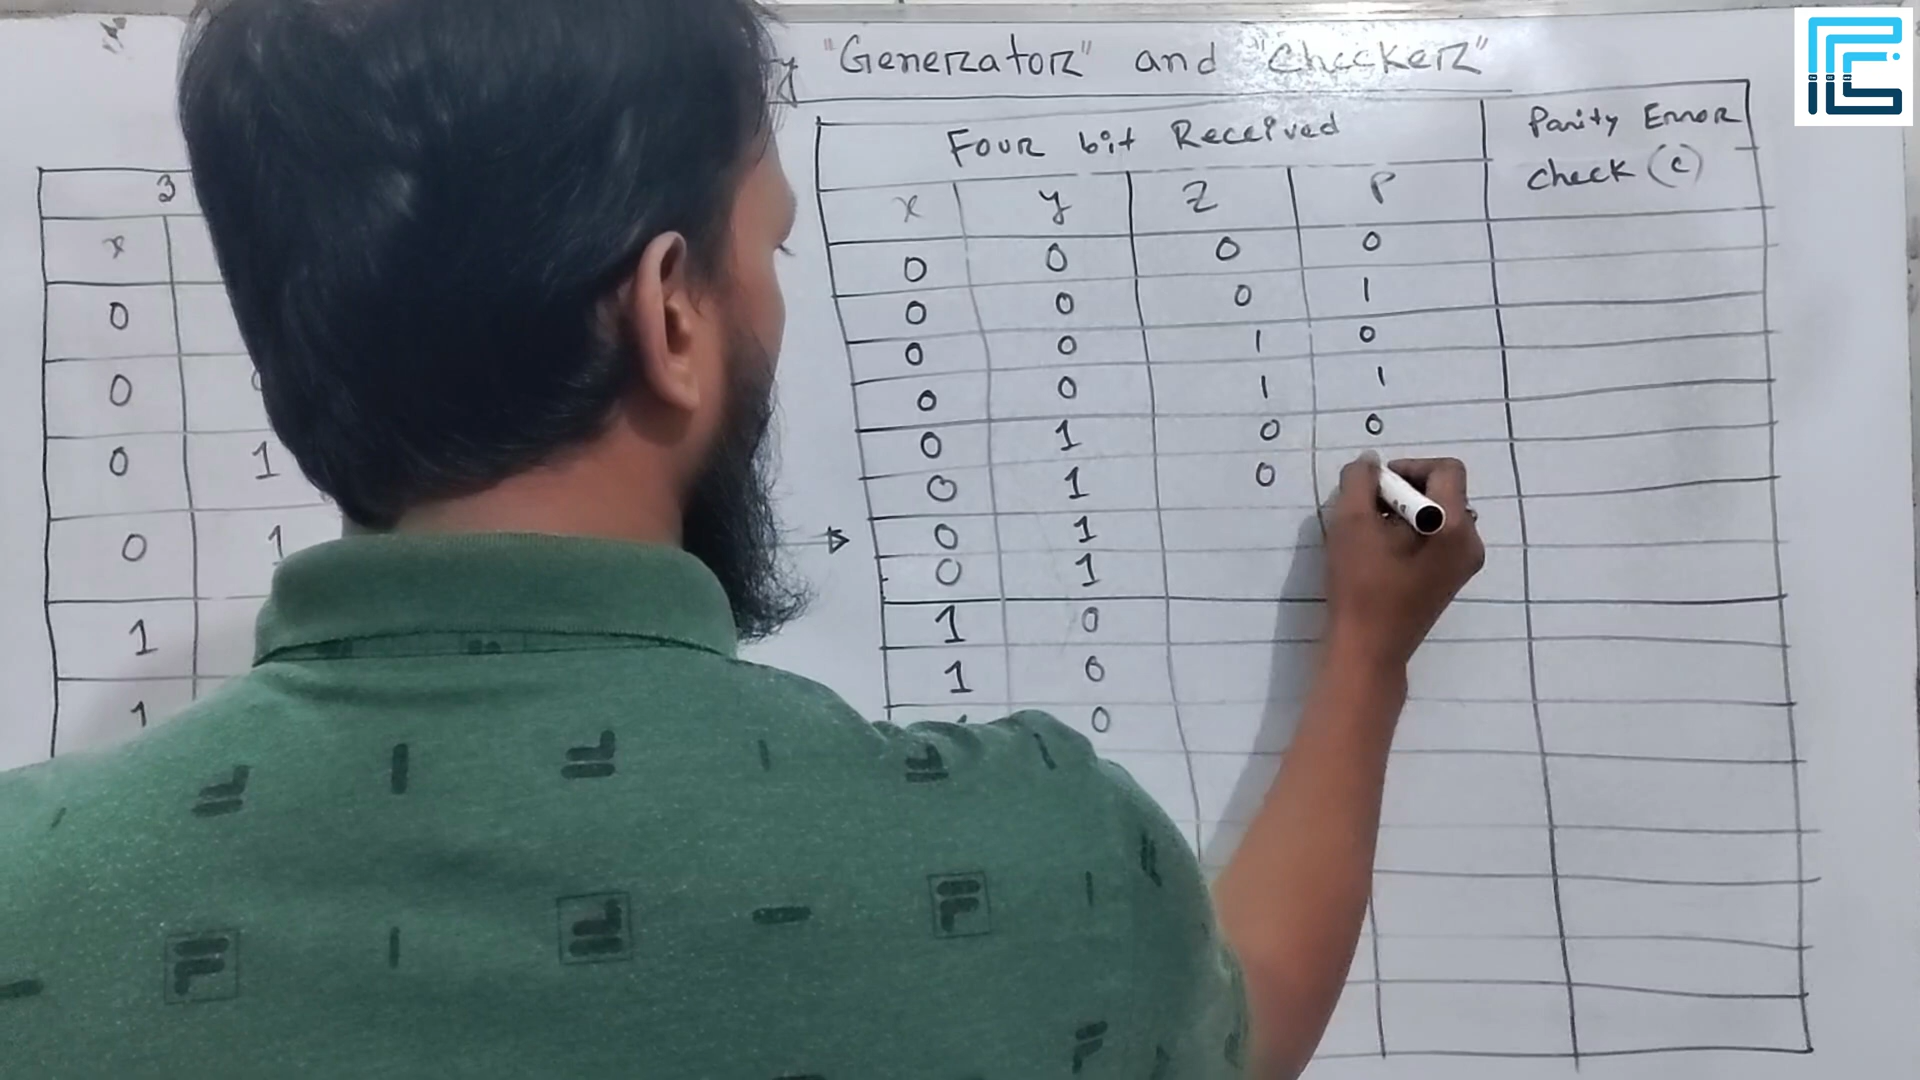 "Generator" and "Checker"
3
x
0
0
0 1
0 1
1
1
Four bit Received Parity Error check (c)
x y Z P
0 0 0 0
0 0 0 1
0 0 1 0
0 0 1 1
0 1 0 0
0 1 0
0 1
0 1
1 0
1 0
0